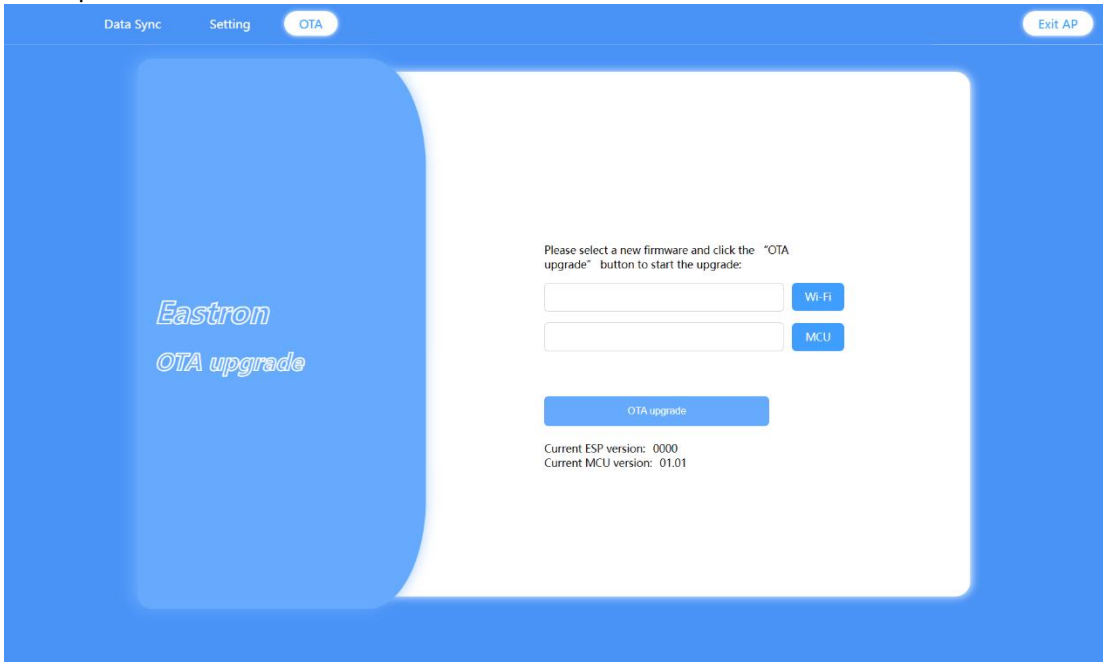 Data Sync Setting OTA Exit AP
Please select a new firmware and click the “OTA
upgrade” button to start the upgrade:
Wi-Fi
MCU
Eastron
OTA upgrade
OTA upgrade
Current ESP version: 0000
Current MCU version: 01.01